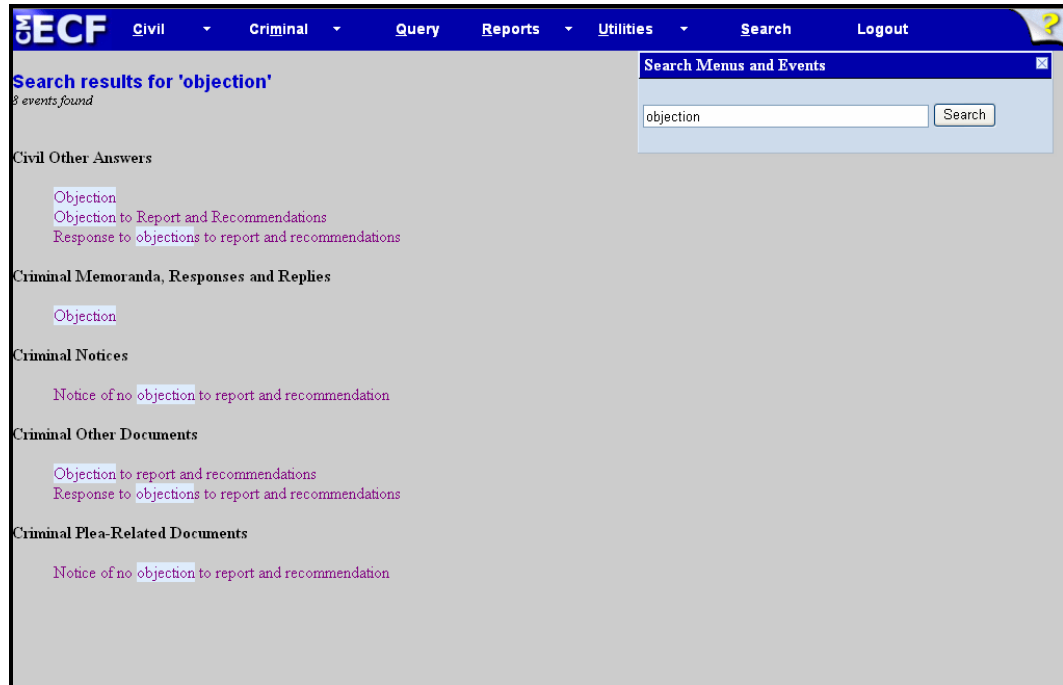 CM ECF Civil Criminal Query Reports Utilities Search Logout ?
Search results for 'objection'
8 events found
Search Menus and Events
objection Search
Civil Other Answers
Objection
Objection to Report and Recommendations
Response to objections to report and recommendations
Criminal Memoranda, Responses and Replies
Objection
Criminal Notices
Notice of no objection to report and recommendation
Criminal Other Documents
Objection to report and recommendations
Response to objections to report and recommendations
Criminal Plea-Related Documents
Notice of no objection to report and recommendation